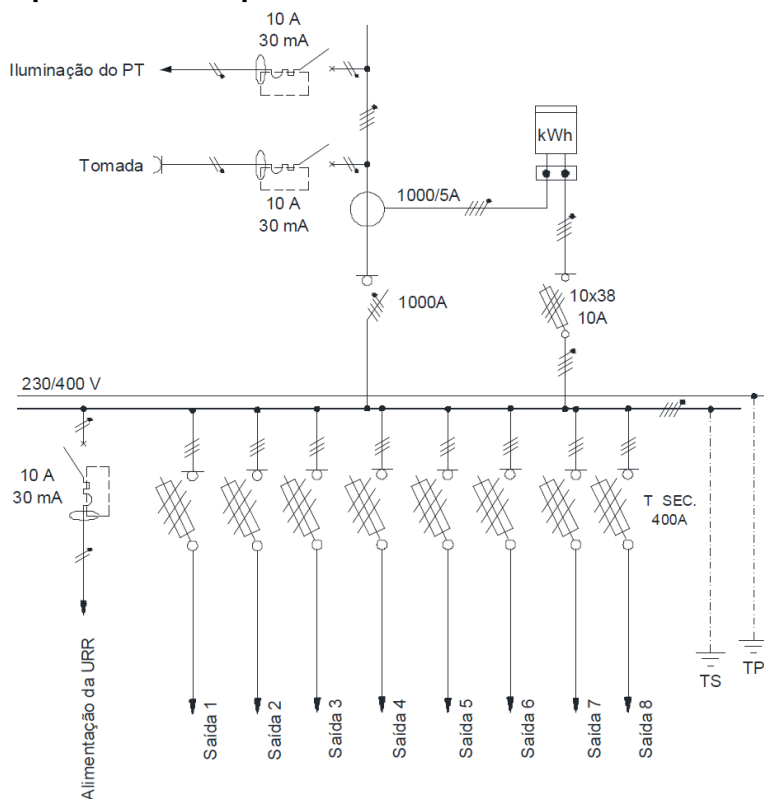 10 A
30 mA
Iluminação do PT
kWh
Tomada
10 A
30 mA
1000/5A
1000A
10x38
10A
230/400 V
10 A
30 mA
T SEC.
400A
TS
TP
Alimentação da URR
Saída 1
Saída 2
Saída 3
Saída 4
Saída 5
Saída 6
Saída 7
Saída 8